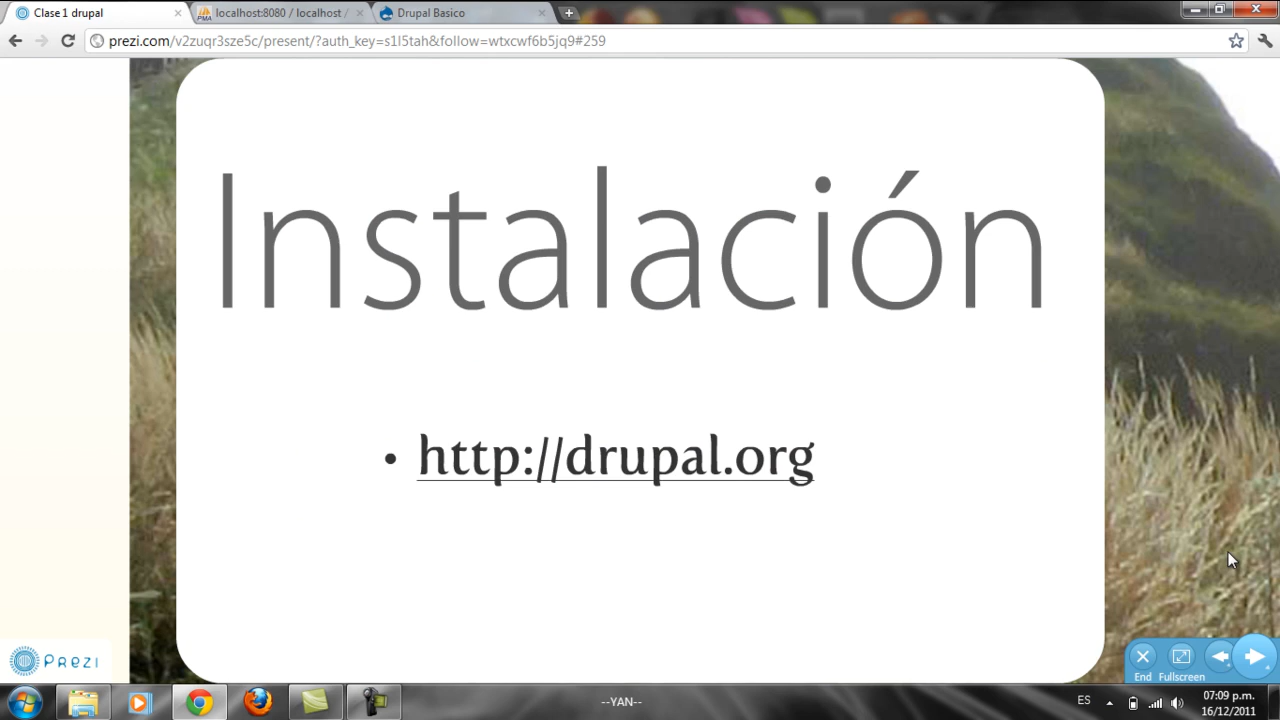 Clase 1 drupal
localhost:8080 / localhost /
Drupal Basico
prezi.com/v2zuqr3sze5c/present/?auth_key=s1l5tah&follow=wtxcwf6b5jq9#259
Instalación
• http://drupal.org
Prezi
End
Fullscreen
--YAN--
ES
07:09 p.m.
16/12/2011